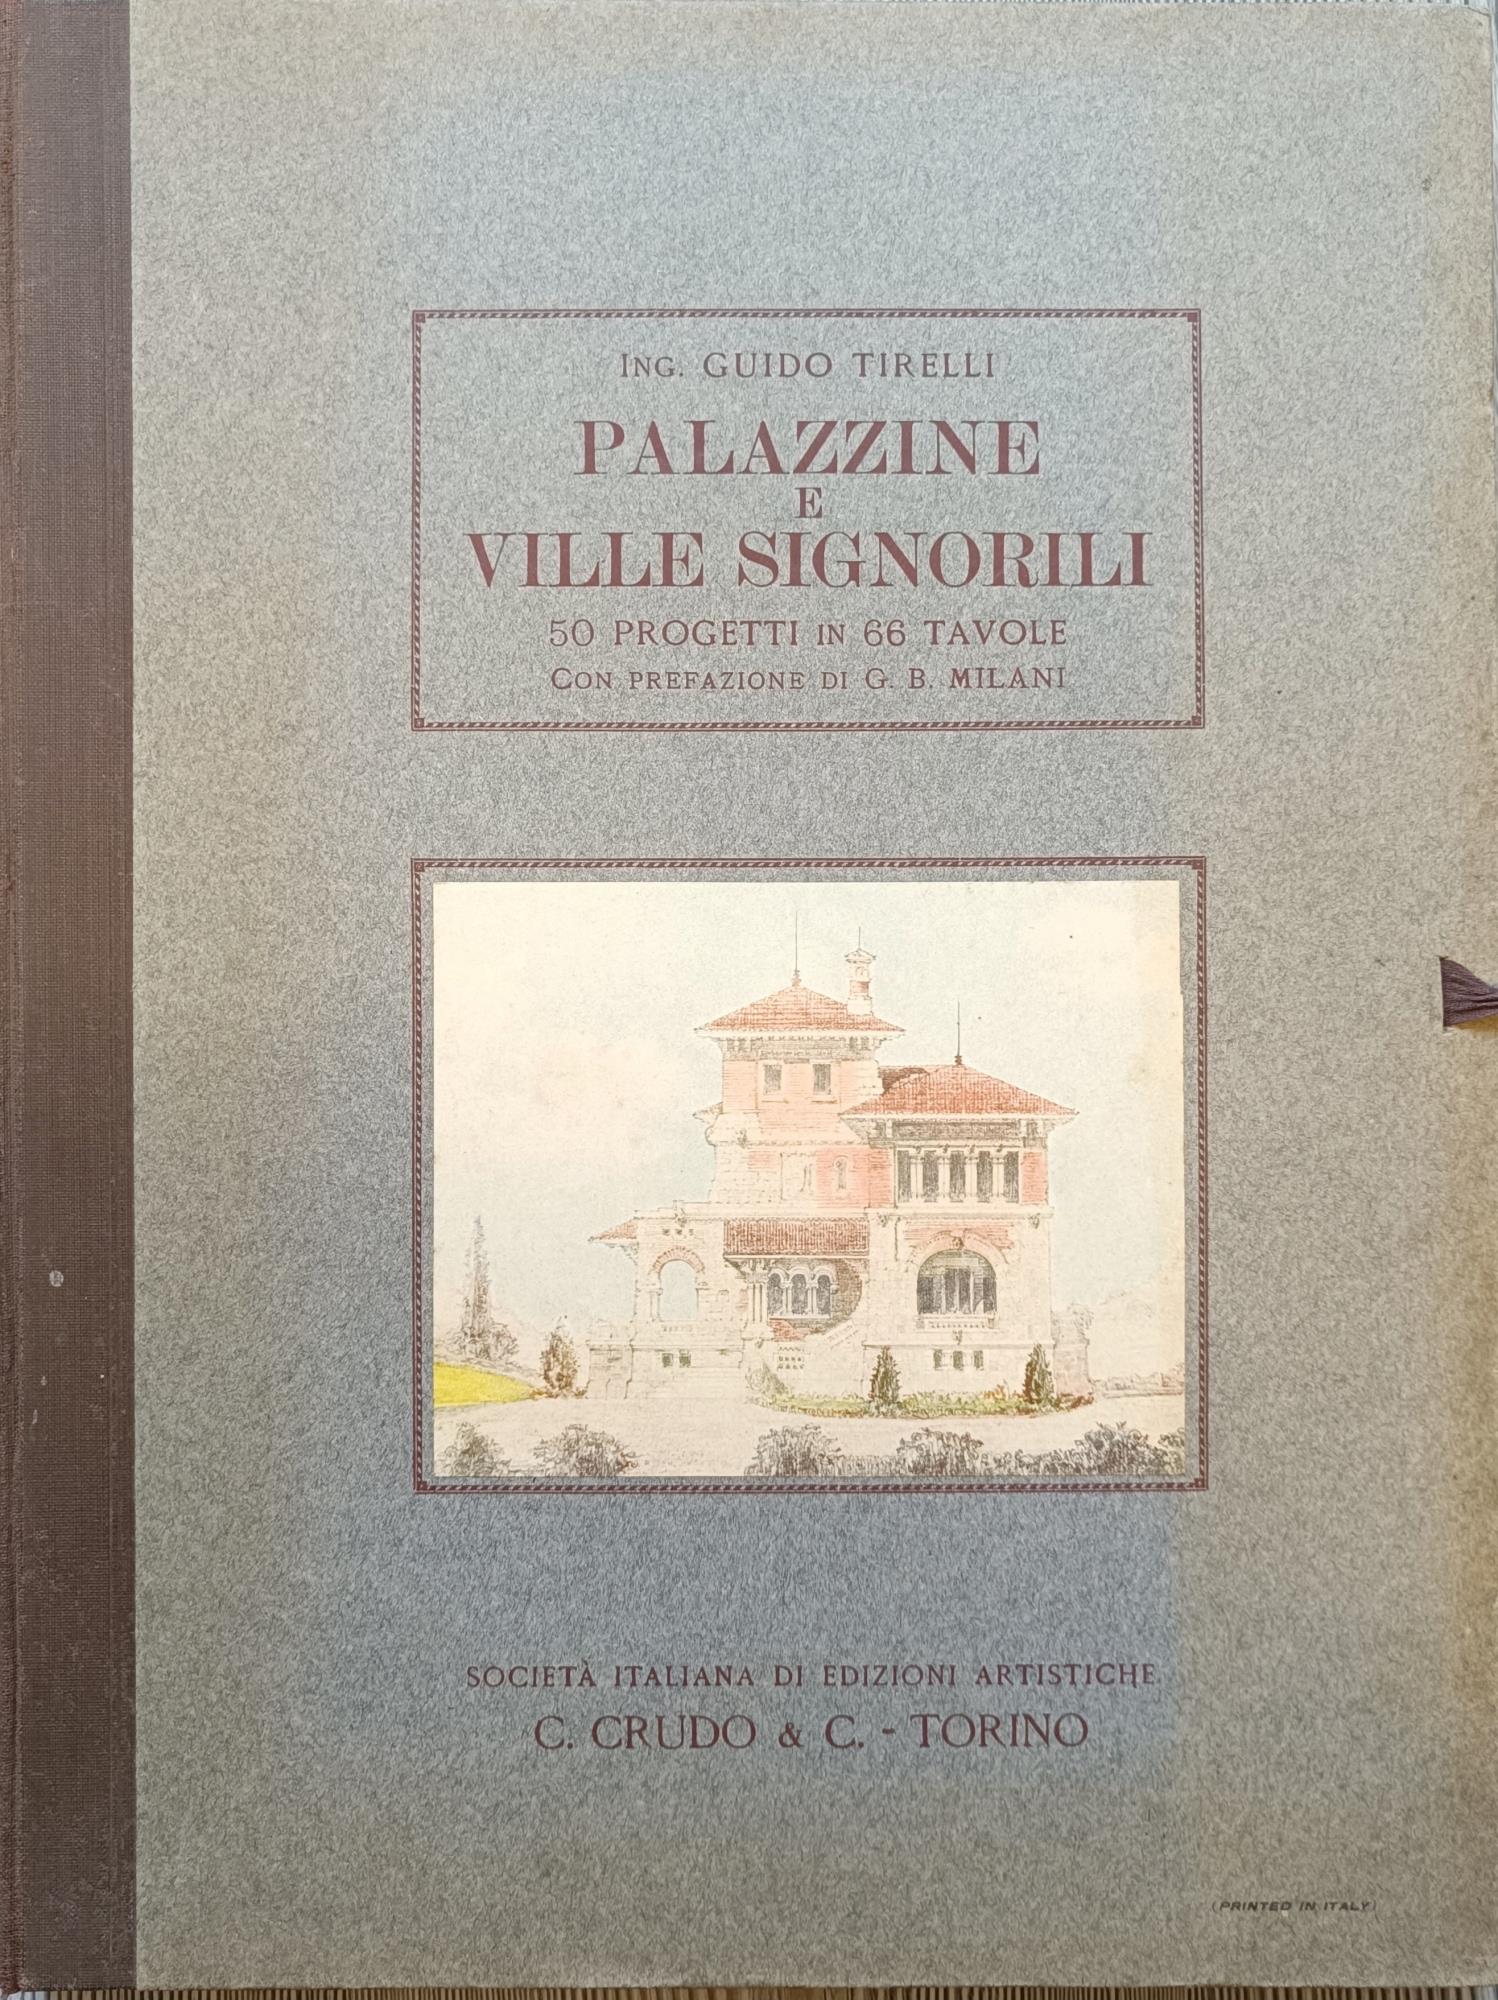 ING. GUIDO TIRELLI
PALAZZINE
E
VILLE SIGNORILI
50 PROGETTI IN 66 TAVOLE
CON PREFAZIONE DI G. B. MILANI
SOCIETÀ ITALIANA DI EDIZIONI ARTISTICHE
C. CRUDO & C. - TORINO
(PRINTED IN ITALY)